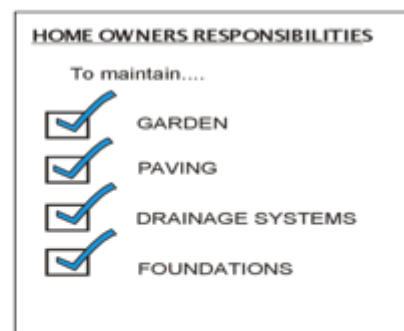 HOME OWNERS RESPONSIBILITIES
To maintain....
GARDEN
PAVING
DRAINAGE SYSTEMS
FOUNDATIONS